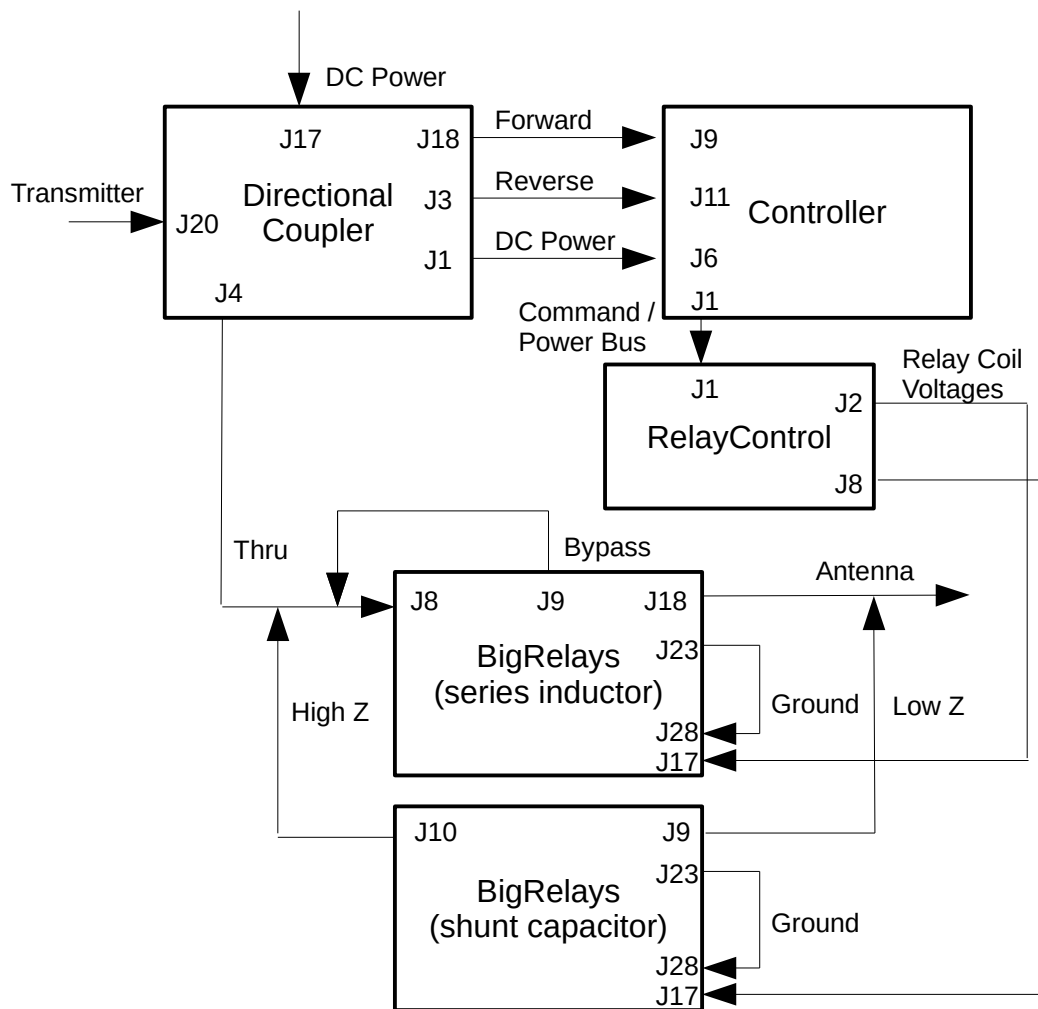 DC Power
J17
J18
Forward
J9
Transmitter
J20
Directional
Coupler
J3
Reverse
J11
Controller
J1
DC Power
J6
J4
J1
Command /
Power Bus
J1
RelayControl
J2
J8
Relay Coil
Voltages
Thru
Bypass
Antenna
J8
J9
J18
BigRelays
(series inductor)
J23
J28
J17
Ground
High Z
Low Z
J10
J9
J23
BigRelays
(shunt capacitor)
J28
J17
Ground